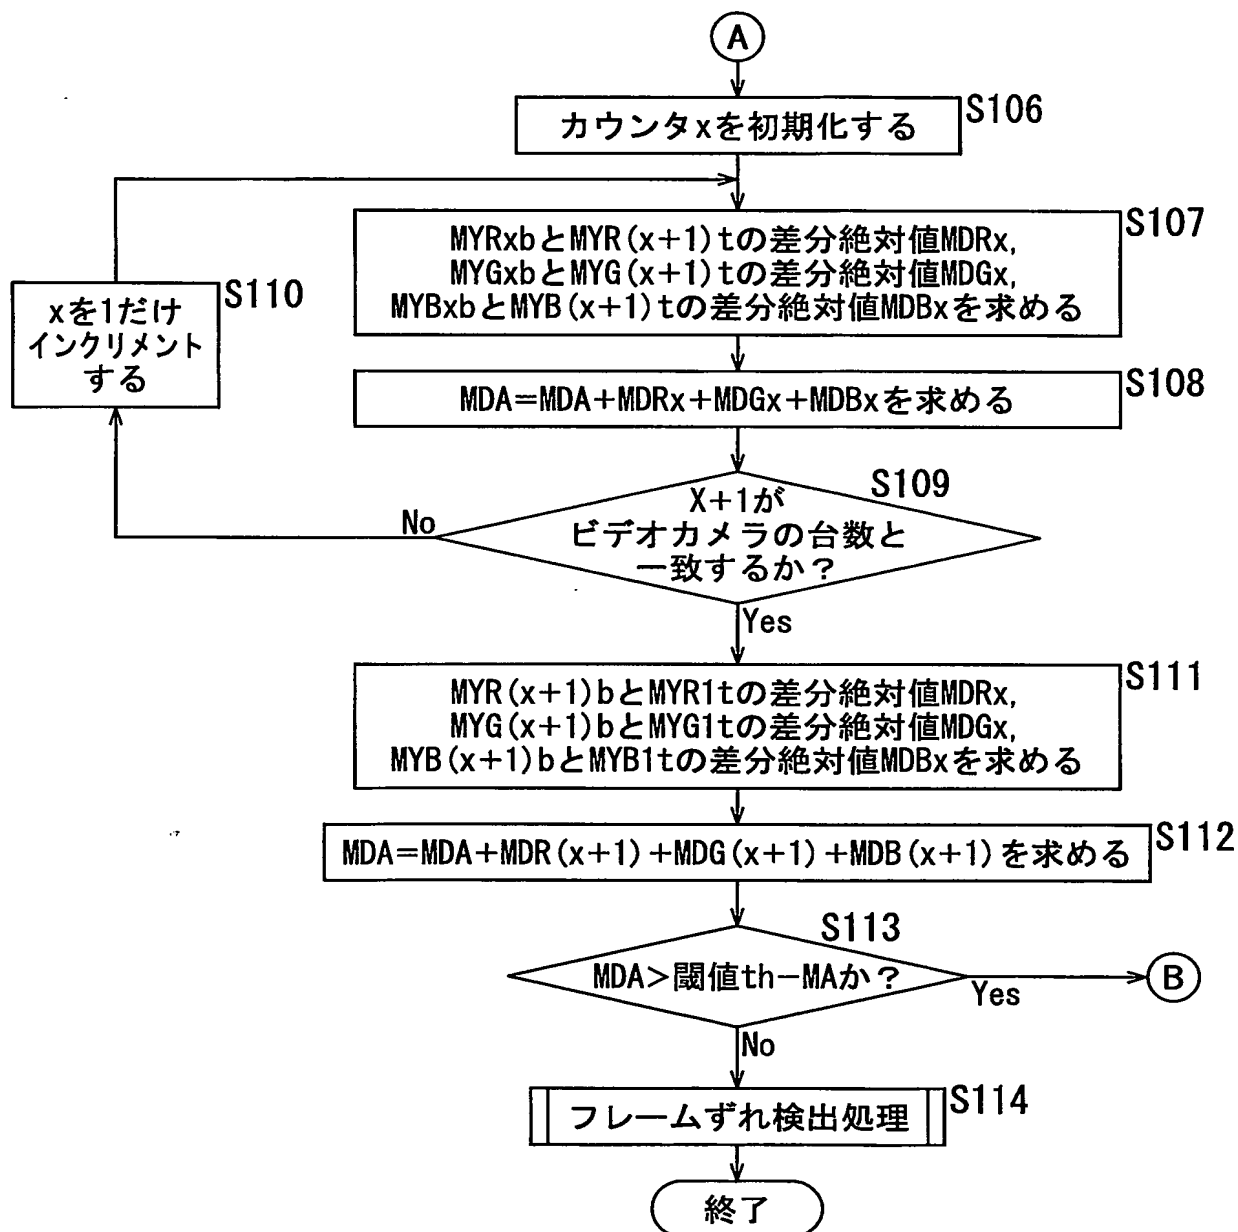 A
カウンタxを初期化する
S106
MYRxbとMYR(x+1)tの差分絶対値MDRx,
MYGxbとMYG(x+1)tの差分絶対値MDGx,
MYBxbとMYB(x+1)tの差分絶対値MDBxを求める
S107
xを1だけ
インクリメント
する
S110
MDA=MDA+MDRx+MDGx+MDBxを求める
S108
X+1が
ビデオカメラの台数と
一致するか?
S109
No
Yes
MYR(x+1)bとMYR1tの差分絶対値MDRx,
MYG(x+1)bとMYG1tの差分絶対値MDGx,
MYB(x+1)bとMYB1tの差分絶対値MDBxを求める
S111
MDA=MDA+MDR(x+1)+MDG(x+1)+MDB(x+1)を求める
S112
MDA>閾値th-MAか?
S113
Yes
B
No
フレームずれ検出処理
S114
終了